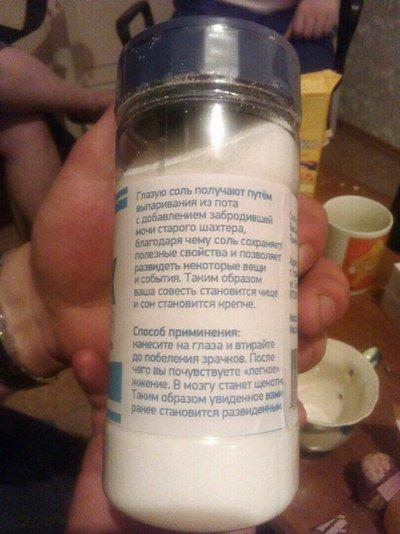 Глазую соль получают путём
выпаривания из пота
с добавлением забродившей
мочи старого шахтера,
благодаря чему соль сохраняет
полезные свойства и позволяет
развидеть некоторые вещи
и события. Таким образом
ваша совесть становится чище
и сон становится крепче.
Способ применения:
нанесите на глаза и втирайте
до побеления зрачков. После
чего вы почувствуете «легкое»
жжение. В мозгу станет щекотн
Таким образом увиденное вами
ранее становится развиденным.